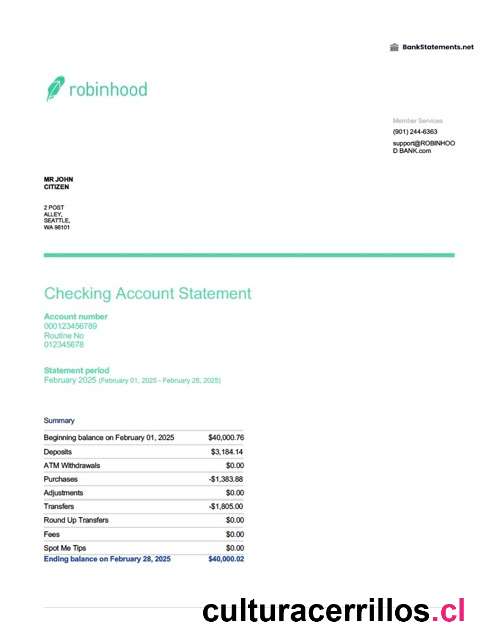 BankStatements.net
robinhood
Member Services
(901) 244-6363
support@ROBINHOO
D BANK.com
MR JOHN
CITIZEN
2 POST
ALLEY,
SEATTLE,
WA 98101
Checking Account Statement
Account number
000123456789
Routine No
012345678
Statement period
February 2025 (February 01, 2025 - February 28, 2025)
Summary
Beginning balance on February 01, 2025 $40,000.76
Deposits $3,184.14
ATM Withdrawals $0.00
Purchases -$1,383.88
Adjustments $0.00
Transfers -$1,805.00
Round Up Transfers $0.00
Fees $0.00
Spot Me Tips $0.00
Ending balance on February 28, 2025 $40,000.02
culturacerrillos.cl